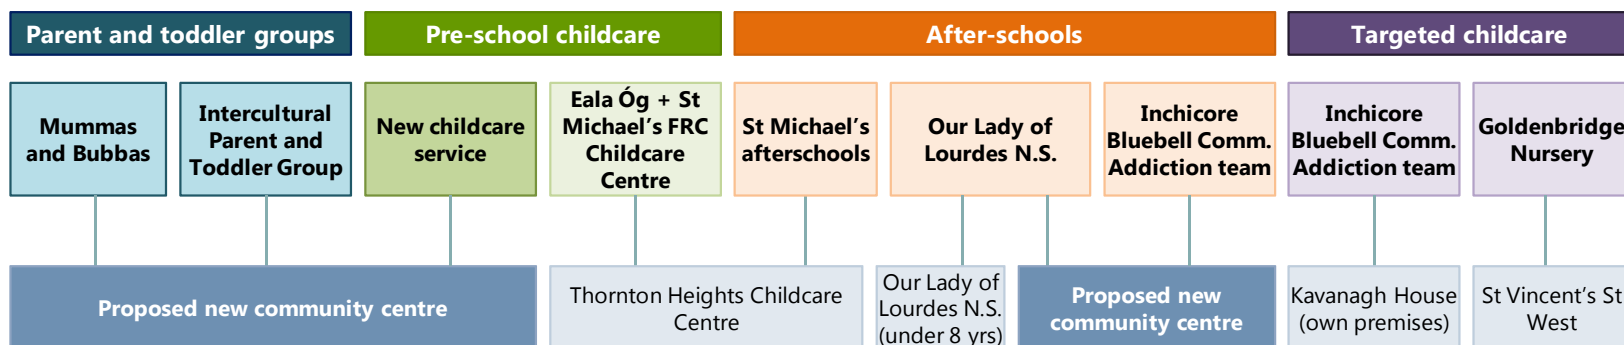 Parent and toddler groups
Pre-school childcare
After-schools
Targeted childcare
Mummas
and Bubbas
Intercultural
Parent and
Toddler Group
New childcare
service
Eala Óg + St
Michael’s FRC
Childcare
Centre
St Michael’s
afterschools
Our Lady of
Lourdes N.S.
Inchicore
Bluebell Comm.
Addiction team
Inchicore
Bluebell Comm.
Addiction team
Goldenbridge
Nursery
Proposed new community centre
Thornton Heights Childcare
Centre
Our Lady of
Lourdes N.S.
(under 8 yrs)
Proposed new
community centre
Kavanagh House
(own premises)
St Vincent’s St
West